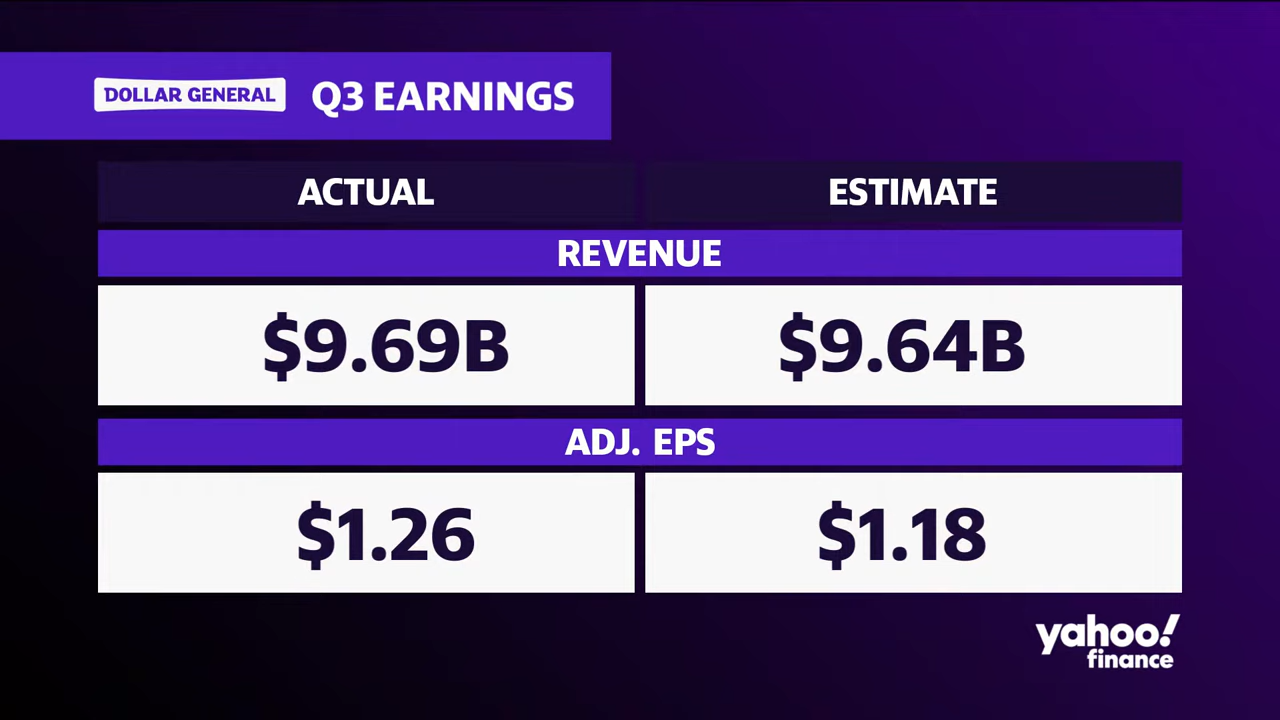 DOLLAR GENERAL Q3 EARNINGS
ACTUAL ESTIMATE
REVENUE
$9.69B $9.64B
ADJ. EPS
$1.26 $1.18
yahoo!
finance